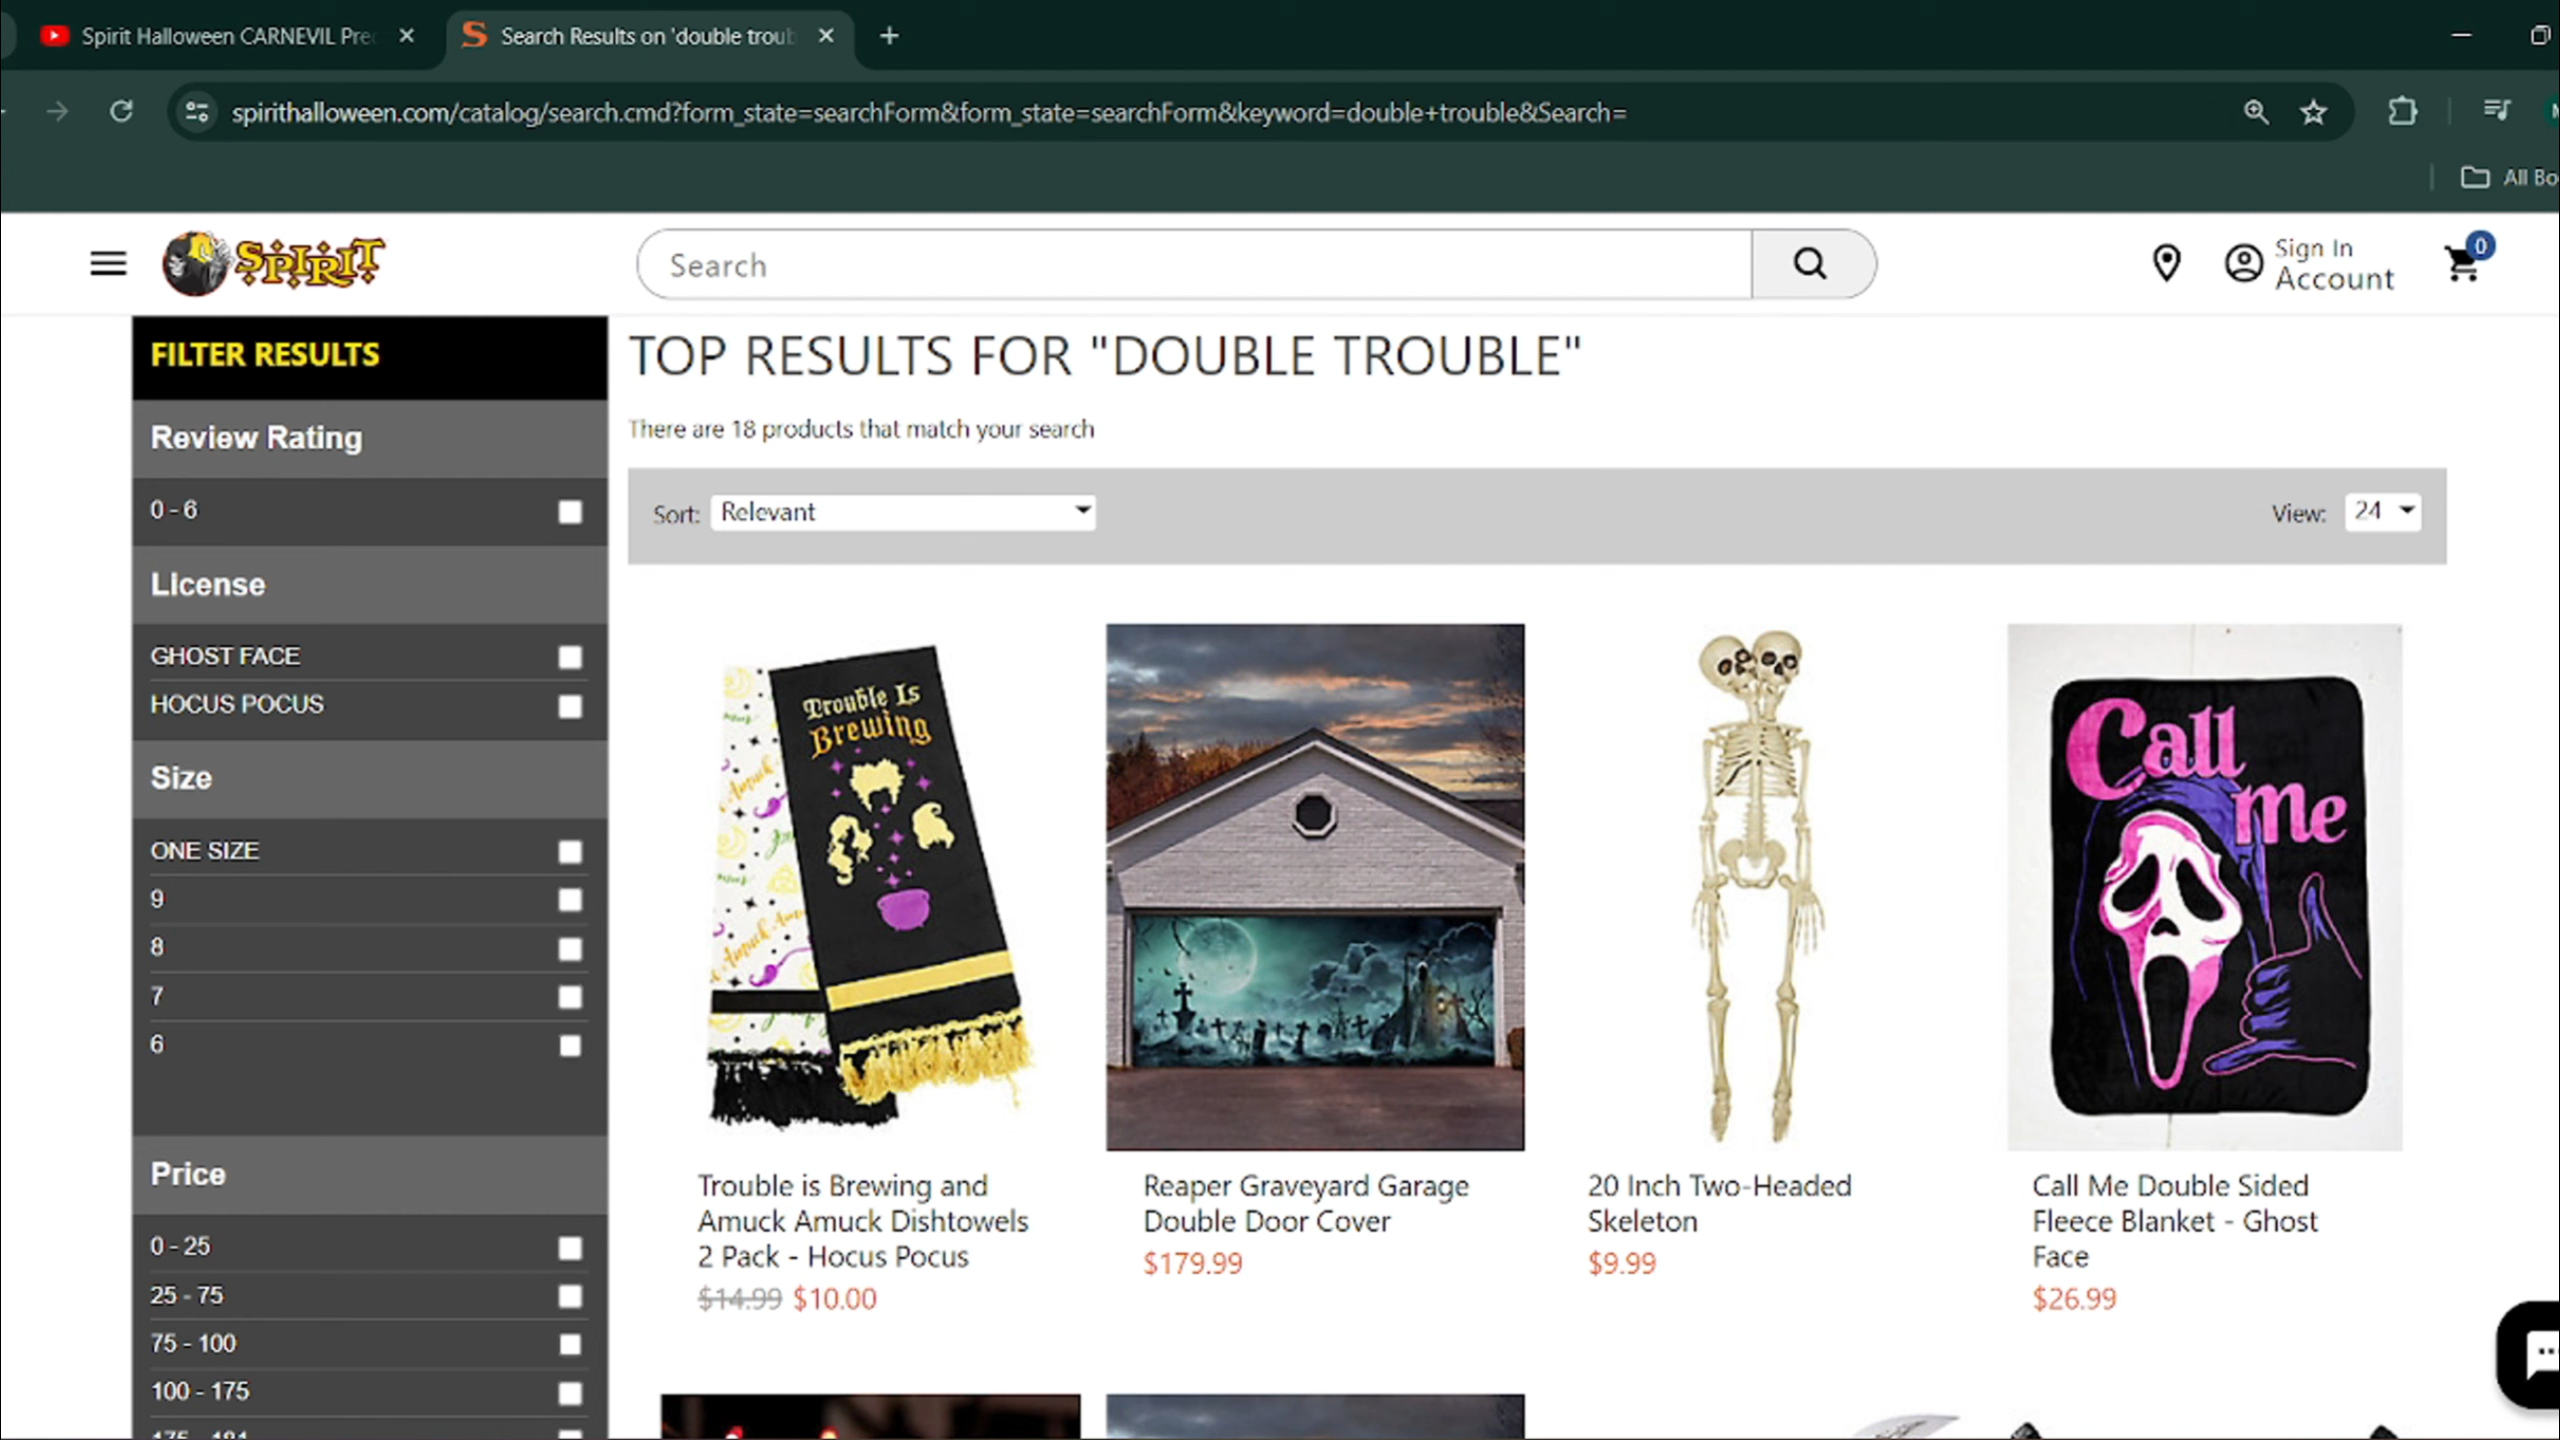 Spirit Halloween CARNEVIL Pre
Search Results on 'double troub
spirithalloween.com/catalog/search.cmd?form_state=searchForm&form_state=searchForm&keyword=double+trouble&Search=
All Bo
SPIRIT
Search
Sign In
Account
0
FILTER RESULTS
Review Rating
0 - 6
License
GHOST FACE
HOCUS POCUS
Size
ONE SIZE
9
8
7
6
Price
0 - 25
25 - 75
75 - 100
100 - 175
175 - 181
TOP RESULTS FOR "DOUBLE TROUBLE"
There are 18 products that match your search
Sort: Relevant
View: 24
Trouble Is
Brewing
Amuck
Call
me
Trouble is Brewing and
Amuck Amuck Dishtowels
2 Pack - Hocus Pocus
$14.99 $10.00
Reaper Graveyard Garage
Double Door Cover
$179.99
20 Inch Two-Headed
Skeleton
$9.99
Call Me Double Sided
Fleece Blanket - Ghost
Face
$26.99